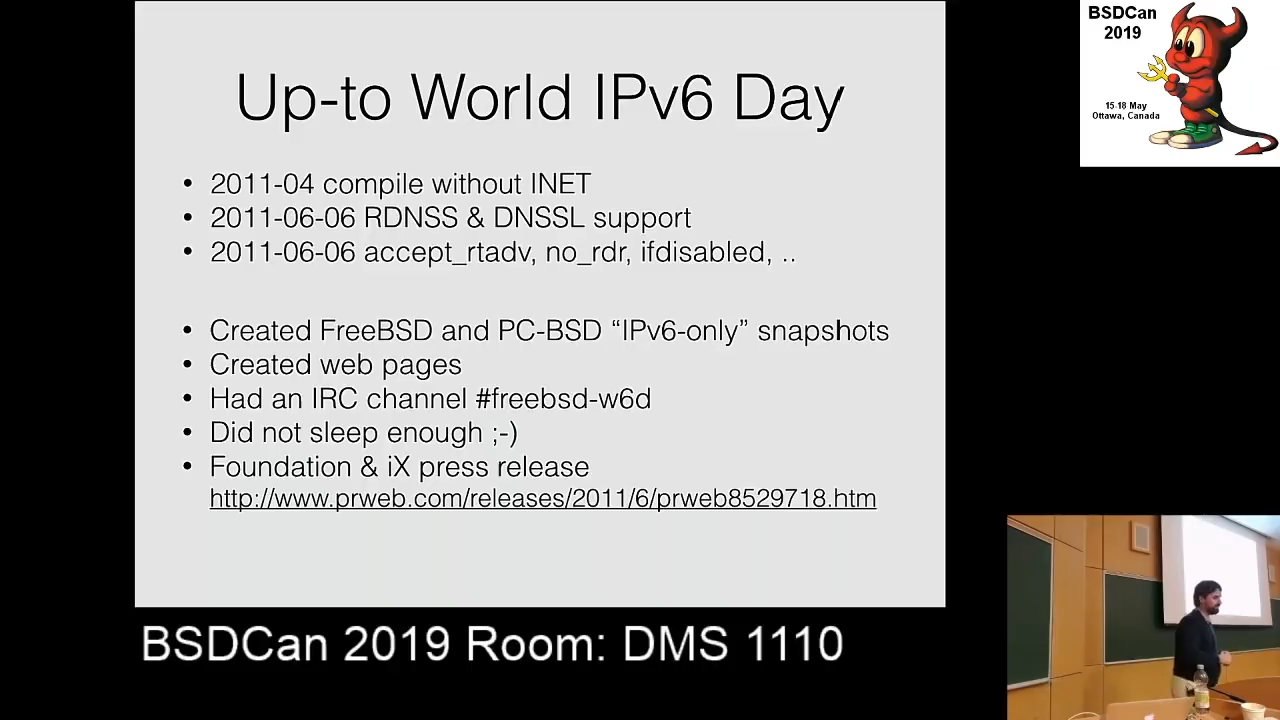 Up-to World IPv6 Day
• 2011-04 compile without INET
• 2011-06-06 RDNSS & DNSSL support
• 2011-06-06 accept_rtadv, no_rdr, ifdisabled, ..
• Created FreeBSD and PC-BSD “IPv6-only” snapshots
• Created web pages
• Had an IRC channel #freebsd-w6d
• Did not sleep enough ;-)
• Foundation & iX press release
http://www.prweb.com/releases/2011/6/prweb8529718.htm
BSDCan 2019 Room: DMS 1110
BSDCan
2019
15-18 May
Ottawa, Canada